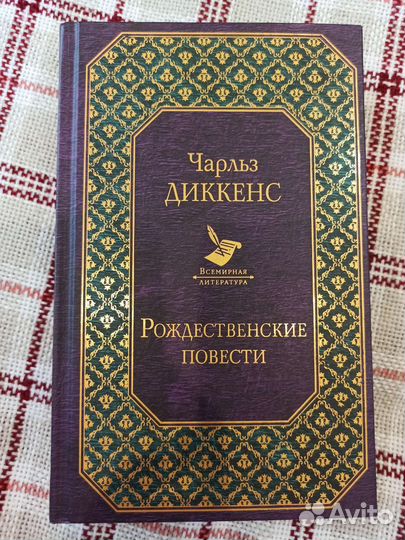 Чарльз
ДИККЕНС
Всемирная
литература
Рождественские
повести
Avito